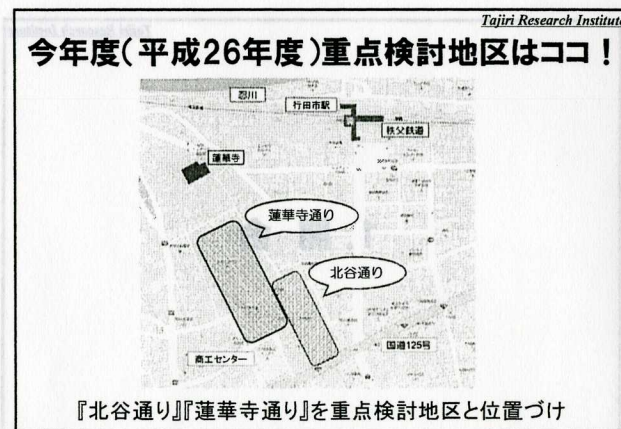 Tajiri Research Institute
今年度(平成26年度)重点検討地区はココ！
忍川
行田市駅
秩父鉄道
蓮華寺
蓮華寺通り
北谷通り
国道125号
商工センター
『北谷通り』『蓮華寺通り』を重点検討地区と位置づけ